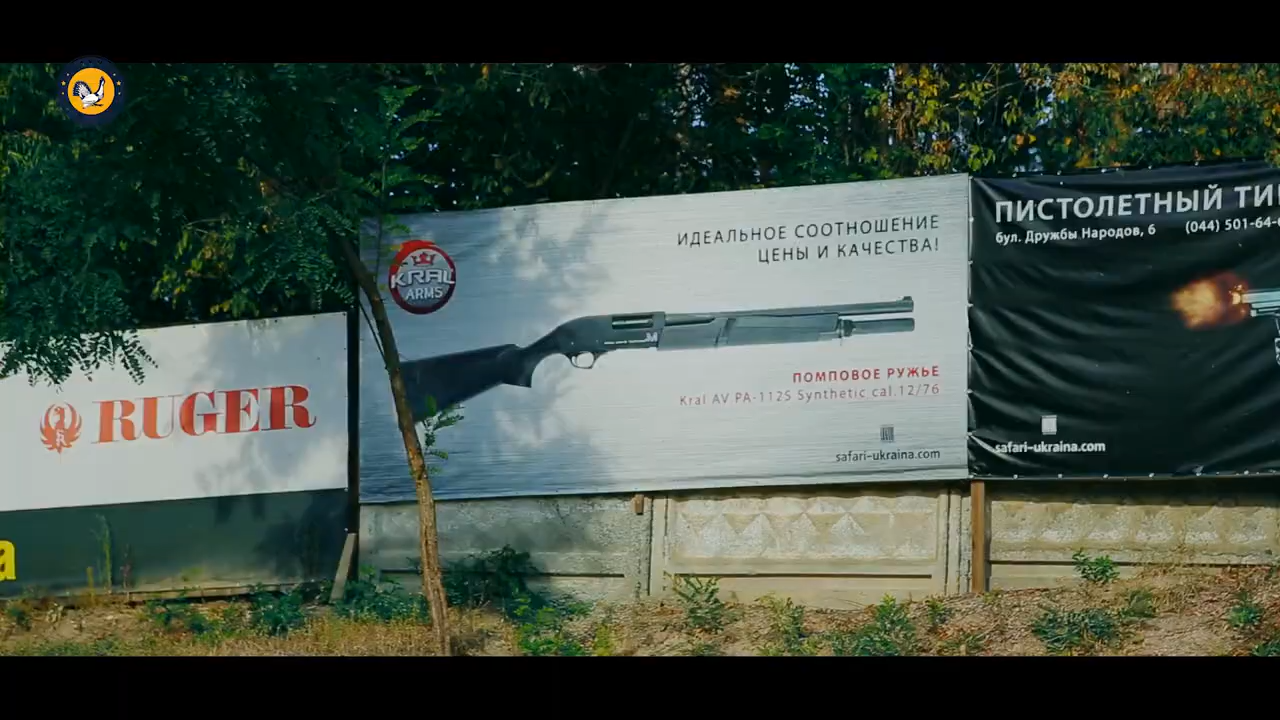 RUGER
KRAL
ARMS
ИДЕАЛЬНОЕ СООТНОШЕНИЕ
ЦЕНЫ И КАЧЕСТВА!
ПОМПОВОЕ РУЖЬЕ
Kral AV PA-112S Synthetic cal.12/76
safari-ukraina.com
ПИСТОЛЕТНЫЙ ТИ
бул. Дружбы Народов, 6 (044) 501-64-
safari-ukraina.com
a